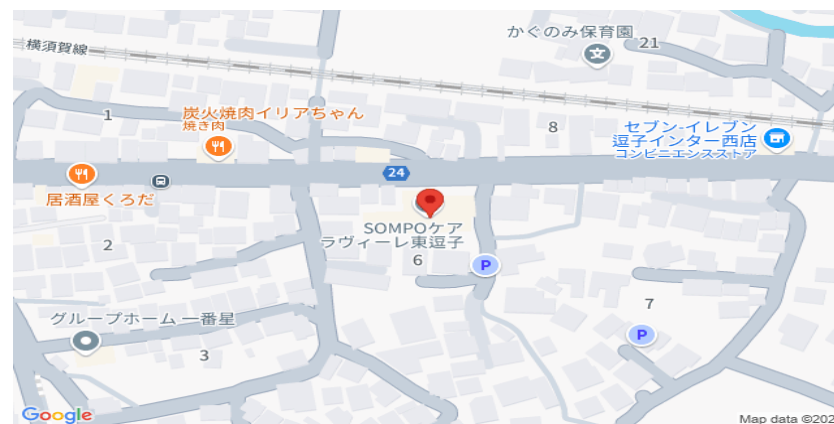 かぐのみ保育園
21
横須賀線
炭火焼肉イリアちゃん
焼き肉
1
8
セブン-イレブン
逗子インター西店
コンビニエンスストア
24
居酒屋くろだ
SOMPOケア
ラヴィーレ東逗子
2
6
P
7
グループホーム 一番星
P
3
Google
Map data ©202